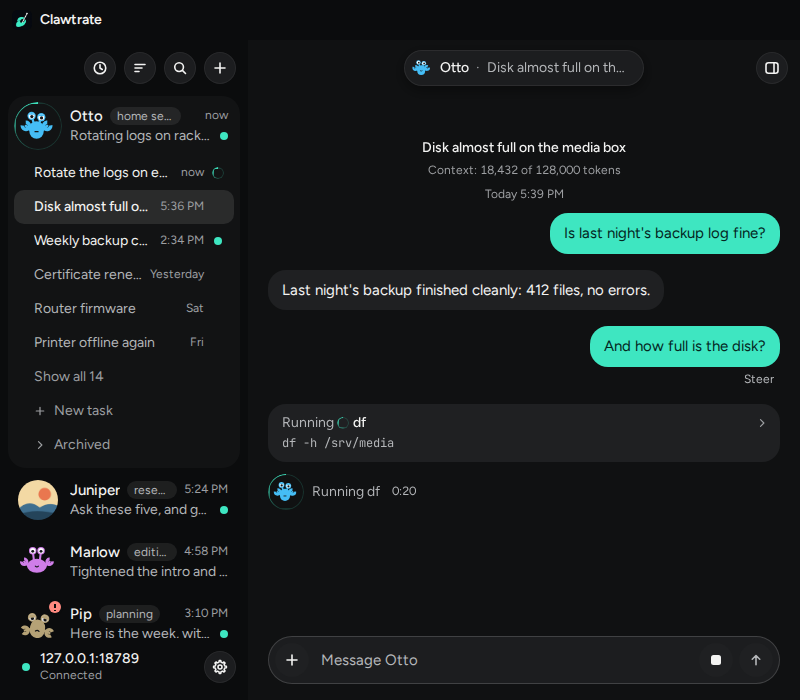 Clawtrate
Otto home se... now
Rotating logs on rack...
Rotate the logs on e... now
Disk almost full o... 5:36 PM
Weekly backup c... 2:34 PM
Certificate rene... Yesterday
Router firmware Sat
Printer offline again Fri
Show all 14
+ New task
Archived
Juniper rese... 5:24 PM
Ask these five, and g...
Marlow editi... 4:58 PM
Tightened the intro and ...
Pip planning 3:10 PM
Here is the week. wit...
127.0.0.1:18789
Connected
Otto · Disk almost full on th...
Disk almost full on the media box
Context: 18,432 of 128,000 tokens
Today 5:39 PM
Is last night's backup log fine?
Last night's backup finished cleanly: 412 files, no errors.
And how full is the disk?
Steer
Running df
df -h /srv/media
Running df 0:20
Message Otto